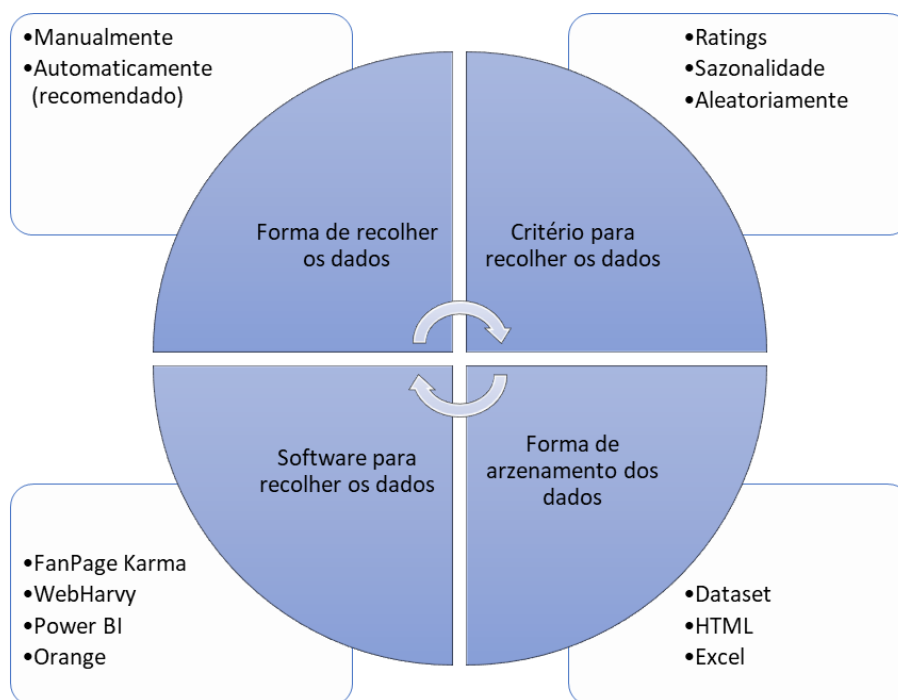 •Manualmente
•Automaticamente
(recomendado)
•Ratings
•Sazonalidade
•Aleatoriamente
Forma de recolher
os dados
Critério para
recolher os dados
Software para
recolher os dados
Forma de
arzenamento dos
dados
•FanPage Karma
•WebHarvy
•Power BI
•Orange
•Dataset
•HTML
•Excel